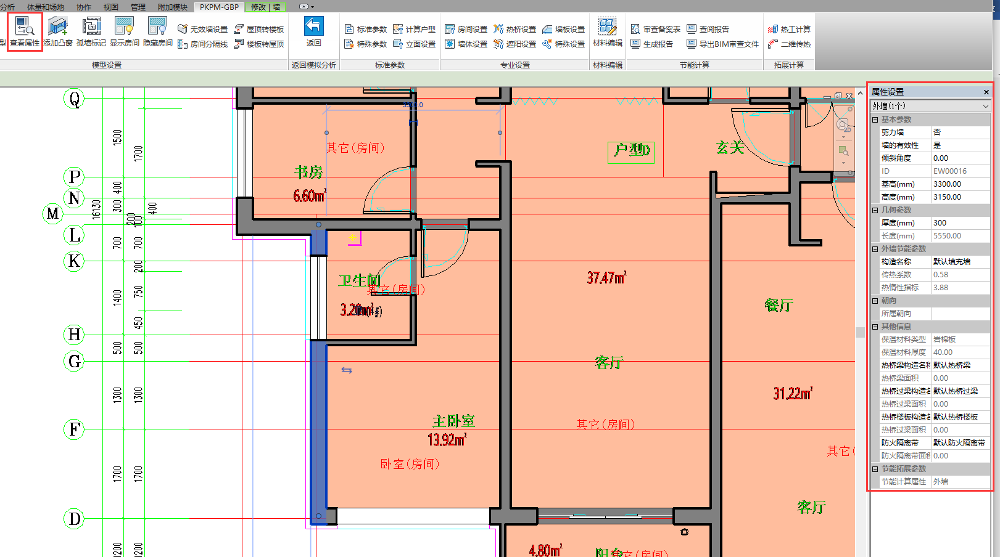 分析 体量和场地 协作 视图 管理 附加模块 PKPM-GBP 修改 | 墙
型 查看属性 添加凸窗 孤墙标记 显示房间 隐藏房间
无效墙设置 屋顶转楼板
房间分隔线 楼板转屋顶
返回
标准参数 计算户型
特殊参数 立面设置
房间设置 热桥设置 墙板设置
墙体设置 遮阳设置 特殊设置
材料编辑
审查备案表 查阅报告
生成报告 导出BIM审查文件
热工计算
二维传热
模型设置 返回模拟分析 标准参数 专业设置 材料编辑 节能计算 拓展计算
Q
P
N
M
L
K
H
G
F
D
1500
1700
400
300
16130
200
100
400
700
700
200
1400
750
450
500
500
1300
1300
1700
1700
1200
1200
3300.0
其它(房间)
书房
6.60m²
户型D
玄关
卫生间
其它(房间)
3.20m²
37.47m²
餐厅
客厅
31.22m²
主卧室
13.92m²
其它(房间)
卧室(房间)
其它(
客厅
4.80m²
阳台
其它(房间)
2D
属性设置
外墙(1个)
基本参数
剪力墙 否
墙的有效性 是
倾斜角度 0.00
ID EW00016
基高(mm) 3300.00
高度(mm) 3150.00
几何参数
厚度(mm) 300
长度(mm) 5550.00
外墙节能参数
构造名称 默认填充墙
传热系数 0.58
热惰性指标 3.88
朝向
所属朝向
其他信息
保温材料类型 岩棉板
保温材料厚度 40.00
热桥梁构造名称 默认热桥梁
热桥梁面积 0.00
热桥过梁构造名 默认热桥过梁
热桥过梁面积 0.00
热桥楼板构造名 默认热桥楼板
热桥过梁面积 0.00
防火隔离带 默认防火隔离带
防火隔离带面积 0.00
节能拓展参数
节能计算属性 外墙